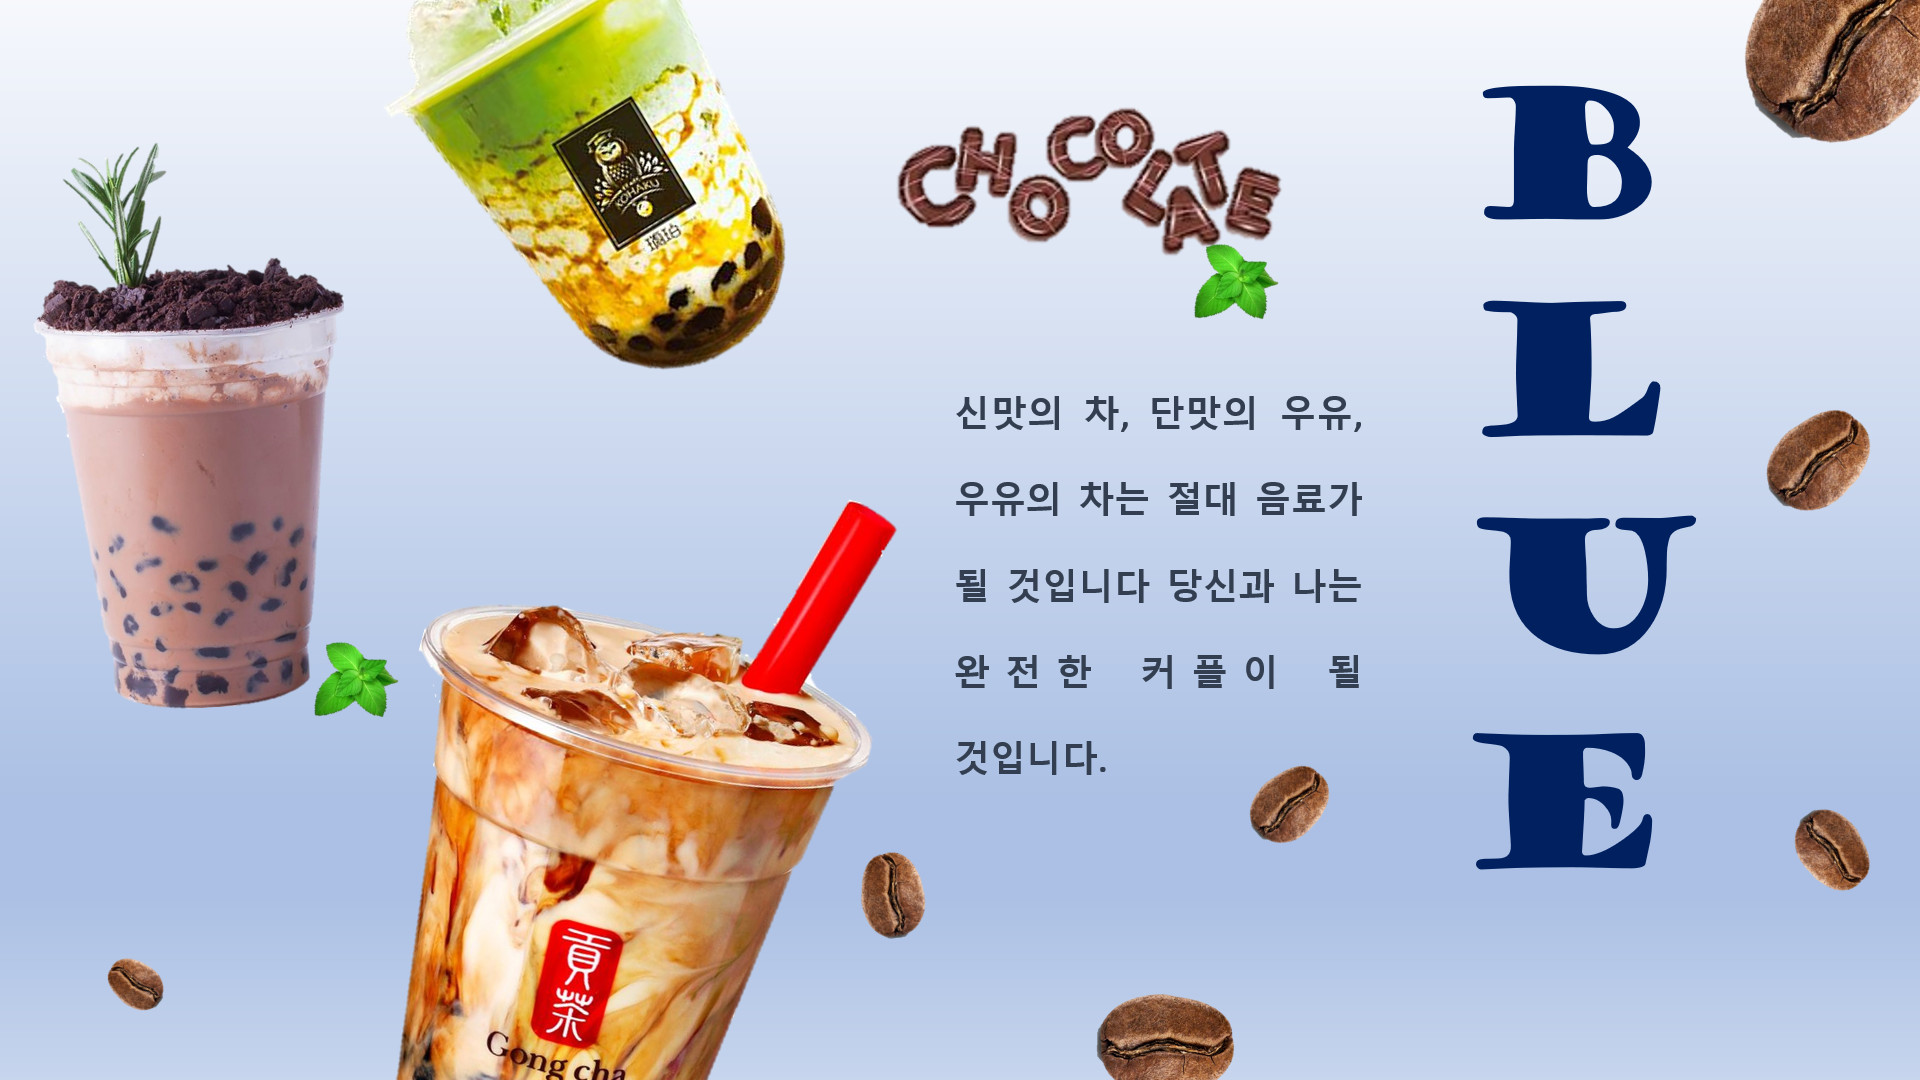 KOHAKU
琥珀
CHOCOLATE
신맛의 차, 단맛의 우유,
우유의 차는 절대 음료가
될 것입니다 당신과 나는
완전한 커플이 될
것입니다.
BLUE
貢茶
Gong cha